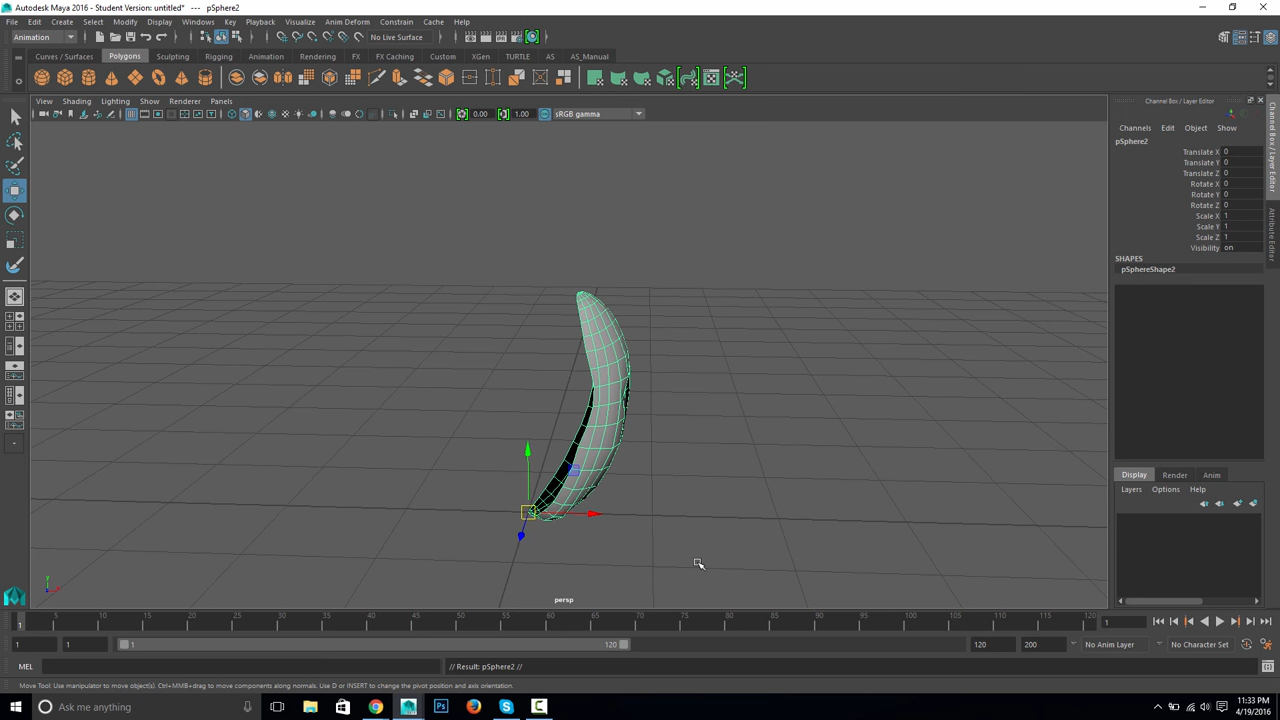 Autodesk Maya 2016 - Student Version: untitled* --- pSphere2
File Edit Create Select Modify Display Windows Key Playback Visualize Anim Deform Constrain Cache Help
Animation No Live Surface
Curves / Surfaces Polygons Sculpting Rigging Animation Rendering FX FX Caching Custom XGen TURTLE AS AS_Manual
View Shading Lighting Show Renderer Panels
0.00 1.00 sRGB gamma
persp
Channel Box / Layer Editor
Channels Edit Object Show
pSphere2
Translate X 0
Translate Y 0
Translate Z 0
Rotate X 0
Rotate Y 0
Rotate Z 0
Scale X 1
Scale Y 1
Scale Z 1
Visibility on
SHAPES
pSphereShape2
Channel Box / Layer Editor
Attribute Editor
Display Render Anim
Layers Options Help
1 5 10 15 20 25 30 35 40 45 50 55 60 65 70 75 80 85 90 95 100 105 110 115 120 1
1 1 1 120 120 200 No Anim Layer No Character Set
MEL // Result: pSphere2 //
Move Tool: Use manipulator to move object(s). Ctrl+MMB+drag to move components along normals. Use D or INSERT to change the pivot position and axis orientation.
Ask me anything
11:33 PM
4/19/2016